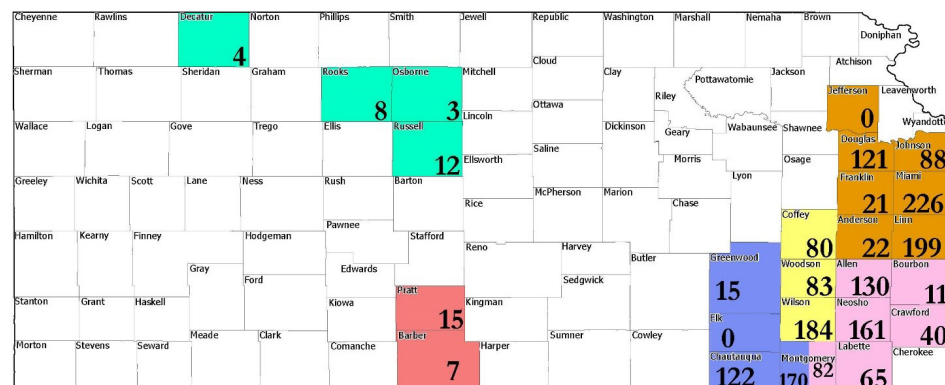 Cheyenne Rawlins Decatur Norton Phillips Smith Jewell Republic Washington Marshall Nemaha Brown
Doniphan
4
Cloud
Atchison
Sherman Thomas Sheridan Graham Rooks Osborne Mitchell Clay Pottawatomie Jackson
Riley
Jefferson Leavenworth
8 3
Ottawa
0
Lincoln
Wyandotte
Wallace Logan Gove Trego Ellis Russell Dickinson Geary Wabaunsee Shawnee
Douglas Johnson
Saline
12
Ellsworth Morris Osage
121 88
Lyon
Greeley Wichita Scott Lane Ness Rush Barton
Franklin Miami
McPherson Marion
Rice Chase
21 226
Coffey
Anderson Linn
Pawnee
Hamilton Kearny Finney Hodgeman Stafford
Reno Harvey
80 22 199
Butler Greenwood
Woodson Allen Bourbon
Gray Edwards
Ford Sedgwick
15 83 130 11
Pratt
Stanton Grant Haskell Kiowa Kingman
Wilson Neosho
Crawford
15
Elk
184 161 40
Meade Clark
Barber
Sumner Cowley
0
Morton Stevens Seward Comanche Harper
Labette
Cherokee
Chautauqua Montgomery
7 122 170 82 65